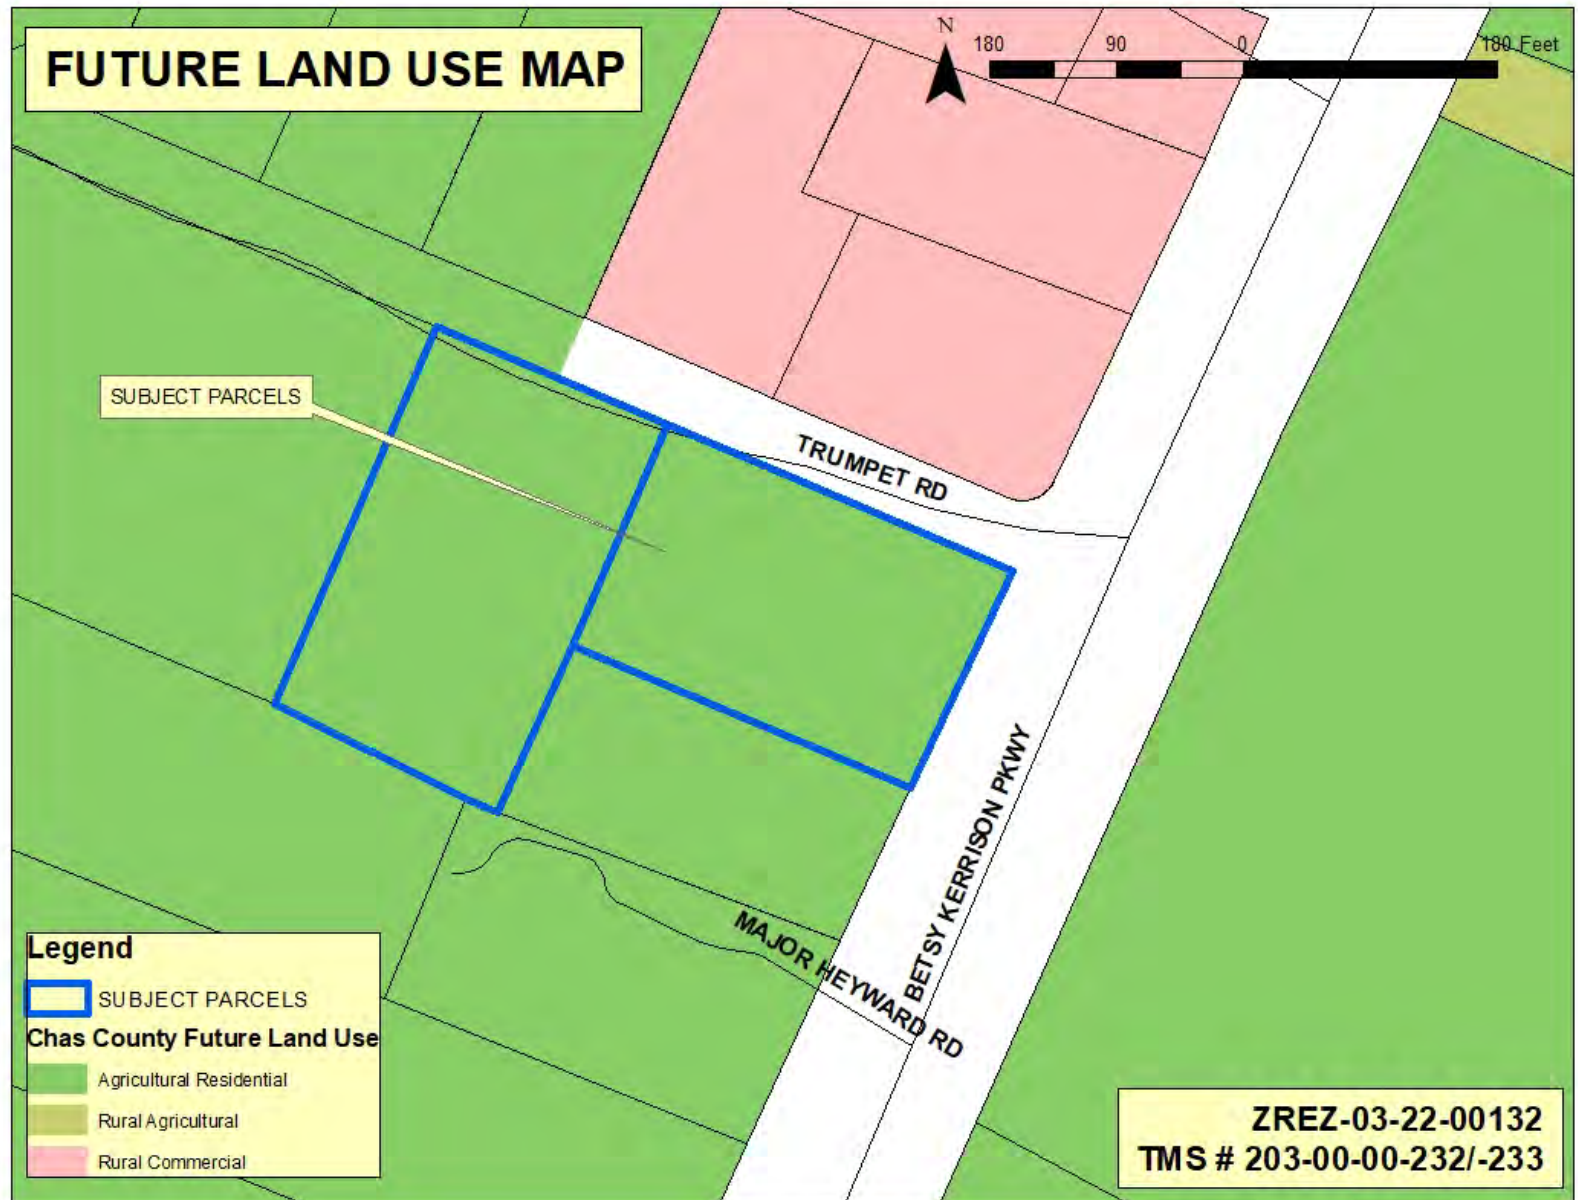 FUTURE LAND USE MAP
N
180 90 0 180 Feet
SUBJECT PARCELS
TRUMPET RD
BETSY KERRISON PKWY
MAJOR HEYWARD RD
Legend
SUBJECT PARCELS
Chas County Future Land Use
Agricultural Residential
Rural Agricultural
Rural Commercial
ZREZ-03-22-00132
TMS # 203-00-00-232/-233